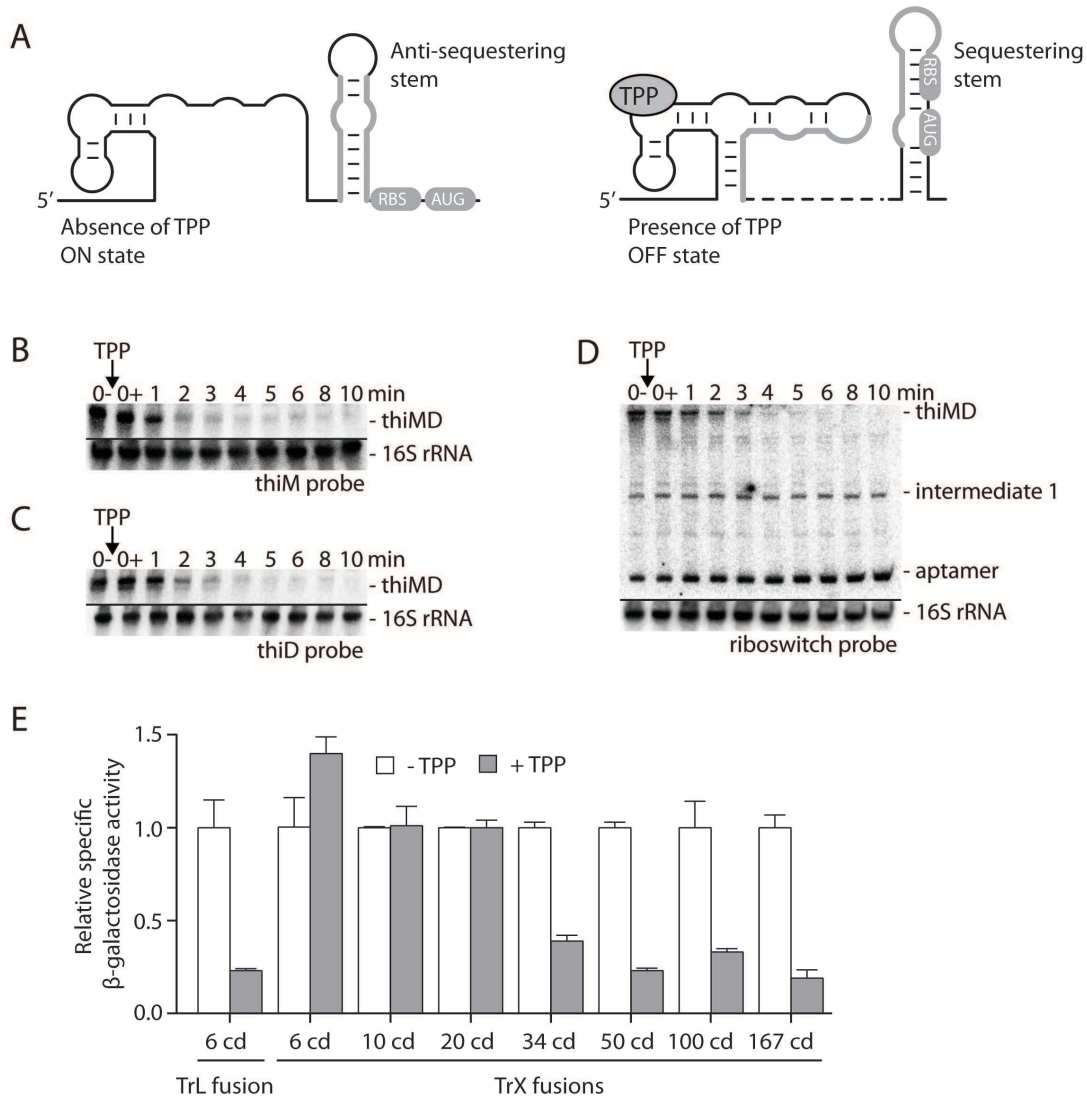 A
Anti-sequestering
stem
RBS
AUG
5′
Absence of TPP
ON state
TPP
Sequestering
stem
RBS
AUG
5′
Presence of TPP
OFF state
B
TPP
0- 0+ 1 2 3 4 5 6 8 10 min
- thiMD
- 16S rRNA
thiM probe
C
TPP
0- 0+ 1 2 3 4 5 6 8 10 min
- thiMD
- 16S rRNA
thiD probe
D
TPP
0- 0+ 1 2 3 4 5 6 8 10 min
- thiMD
- intermediate 1
- aptamer
- 16S rRNA
riboswitch probe
E
Relative specific
β-galactosidase activity
1.5
1.0
0.5
0.0
- TPP + TPP
6 cd 6 cd 10 cd 20 cd 34 cd 50 cd 100 cd 167 cd
TrL fusion TrX fusions